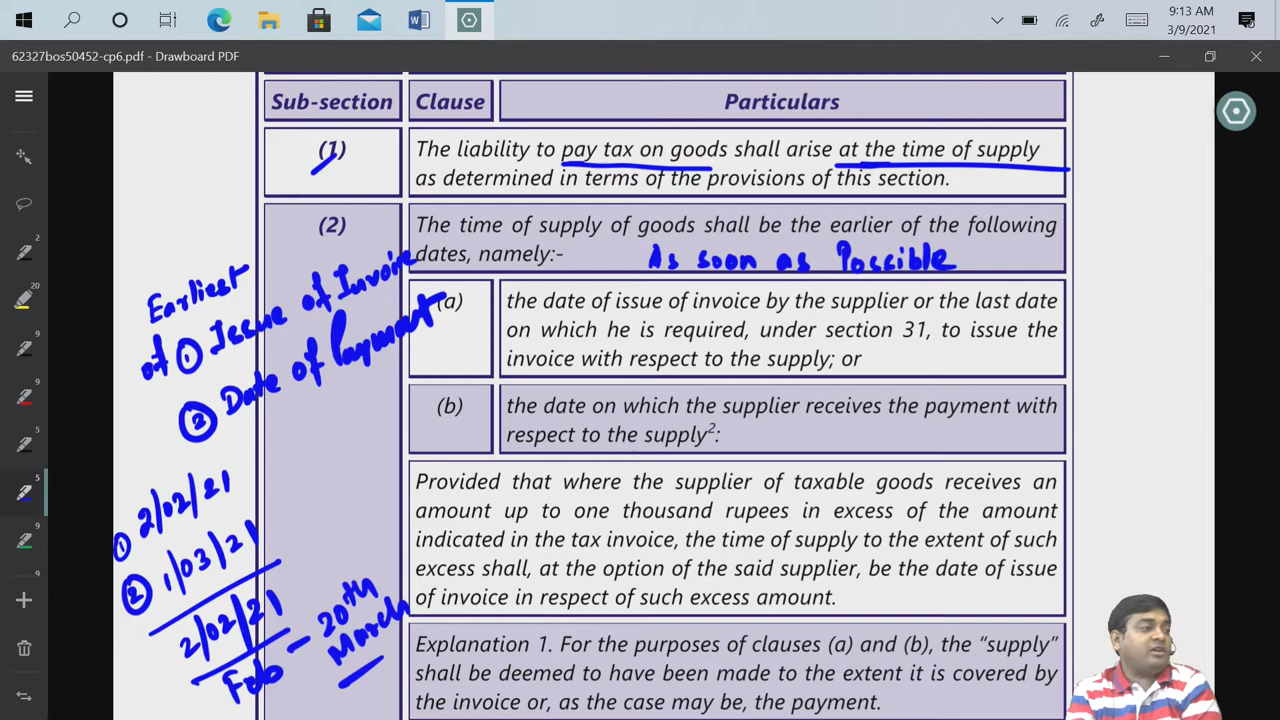 9:13 AM
3/9/2021
62327bos50452-cp6.pdf - Drawboard PDF
Sub-section Clause Particulars
(1) The liability to pay tax on goods shall arise at the time of supply
as determined in terms of the provisions of this section.
(2) The time of supply of goods shall be the earlier of the following
dates, namely:- As soon as Possible
(a) the date of issue of invoice by the supplier or the last date
on which he is required, under section 31, to issue the
invoice with respect to the supply; or
(b) the date on which the supplier receives the payment with
respect to the supply2:
Provided that where the supplier of taxable goods receives an
amount up to one thousand rupees in excess of the amount
indicated in the tax invoice, the time of supply to the extent of such
excess shall, at the option of the said supplier, be the date of issue
of invoice in respect of such excess amount.
Explanation 1. For the purposes of clauses (a) and (b), the “supply”
shall be deemed to have been made to the extent it is covered by
the invoice or, as the case may be, the payment.
Earliest
of ① Issue of Invoice
② Date of Payment
① 2/02/21
② 1/03/21
2/02/21
Feb - 20th
March
2
20
9
9
9
5
9
9